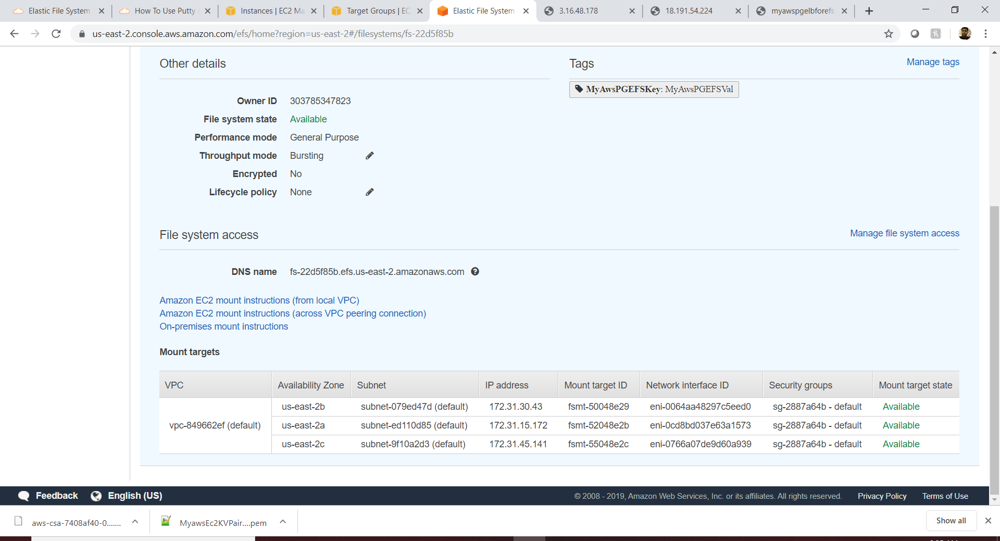 Elastic File System
How To Use Putty
Instances | EC2 Ma
Target Groups | EC
Elastic File System
3.16.48.178
18.191.54.224
myawspgelbforefs
us-east-2.console.aws.amazon.com/efs/home?region=us-east-2#/filesystems/fs-22d5f85b
Other details
Tags
Manage tags
MyAwsPGEFSKey: MyAwsPGEFSVal
Owner ID 303785347823
File system state Available
Performance mode General Purpose
Throughput mode Bursting
Encrypted No
Lifecycle policy None
File system access
Manage file system access
DNS name fs-22d5f85b.efs.us-east-2.amazonaws.com
Amazon EC2 mount instructions (from local VPC)
Amazon EC2 mount instructions (across VPC peering connection)
On-premises mount instructions
Mount targets
VPC Availability Zone Subnet IP address Mount target ID Network interface ID Security groups Mount target state
us-east-2b subnet-079ed47d (default) 172.31.30.43 fsmt-50048e29 eni-0064aa48297c5eed0 sg-2887a64b - default Available
vpc-849662ef (default) us-east-2a subnet-ed110d85 (default) 172.31.15.172 fsmt-52048e2b eni-0cd8bd037e63a1573 sg-2887a64b - default Available
us-east-2c subnet-9f10a2d3 (default) 172.31.45.141 fsmt-55048e2c eni-0766a07de9d60a939 sg-2887a64b - default Available
Feedback English (US)
© 2008 - 2019, Amazon Web Services, Inc. or its affiliates. All rights reserved. Privacy Policy Terms of Use
aws-csa-7408af40-0.......
MyawsEc2KVPair....pem
Show all